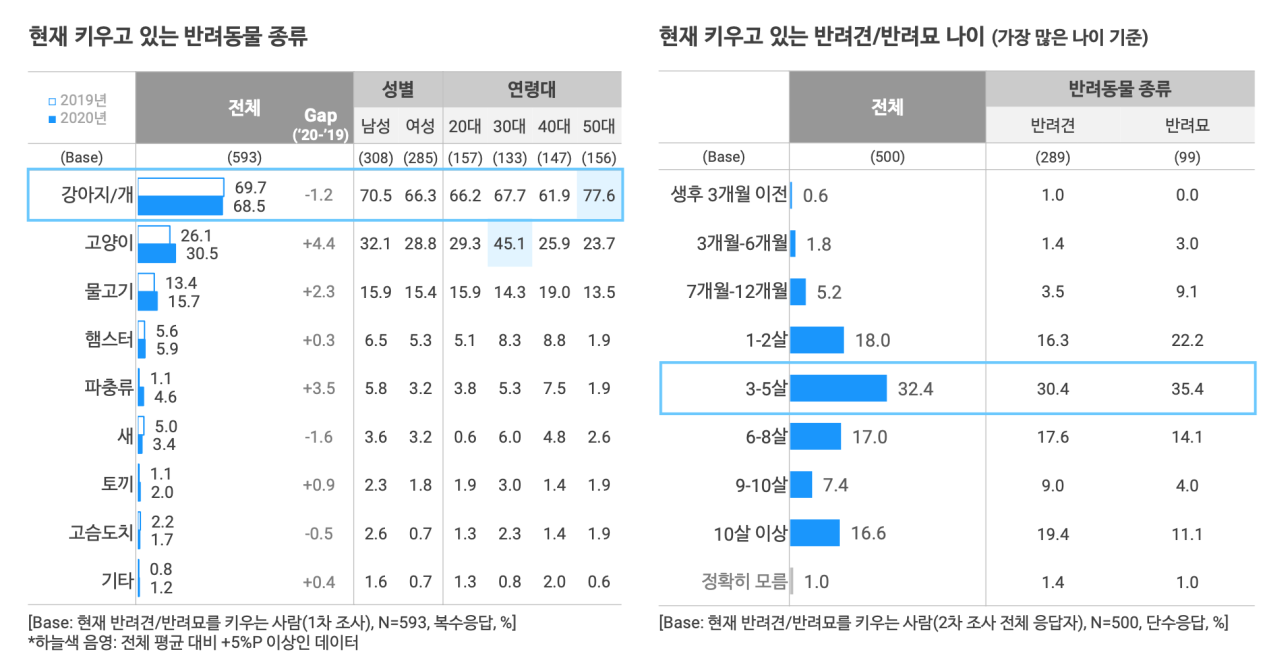 현재 키우고 있는 반려동물 종류
2019년
2020년
전체
Gap
('20-'19)
성별
연령대
남성 여성 20대 30대 40대 50대
(Base) (593) (308) (285) (157) (133) (147) (156)
강아지/개 69.7 68.5 -1.2 70.5 66.3 66.2 67.7 61.9 77.6
고양이 26.1 30.5 +4.4 32.1 28.8 29.3 45.1 25.9 23.7
물고기 13.4 15.7 +2.3 15.9 15.4 15.9 14.3 19.0 13.5
햄스터 5.6 5.9 +0.3 6.5 5.3 5.1 8.3 8.8 1.9
파충류 1.1 4.6 +3.5 5.8 3.2 3.8 5.3 7.5 1.9
새 5.0 3.4 -1.6 3.6 3.2 0.6 6.0 4.8 2.6
토끼 1.1 2.0 +0.9 2.3 1.8 1.9 3.0 1.4 1.9
고슴도치 2.2 1.7 -0.5 2.6 0.7 1.3 2.3 1.4 1.9
기타 0.8 1.2 +0.4 1.6 0.7 1.3 0.8 2.0 0.6
[Base: 현재 반려견/반려묘를 키우는 사람(1차 조사), N=593, 복수응답, %]
*하늘색 음영: 전체 평균 대비 +5%P 이상인 데이터
현재 키우고 있는 반려견/반려묘 나이 (가장 많은 나이 기준)
전체
반려동물 종류
반려견 반려묘
(Base) (500) (289) (99)
생후 3개월 이전 0.6 1.0 0.0
3개월-6개월 1.8 1.4 3.0
7개월-12개월 5.2 3.5 9.1
1-2살 18.0 16.3 22.2
3-5살 32.4 30.4 35.4
6-8살 17.0 17.6 14.1
9-10살 7.4 9.0 4.0
10살 이상 16.6 19.4 11.1
정확히 모름 1.0 1.4 1.0
[Base: 현재 반려견/반려묘를 키우는 사람(2차 조사 전체 응답자), N=500, 단수응답, %]